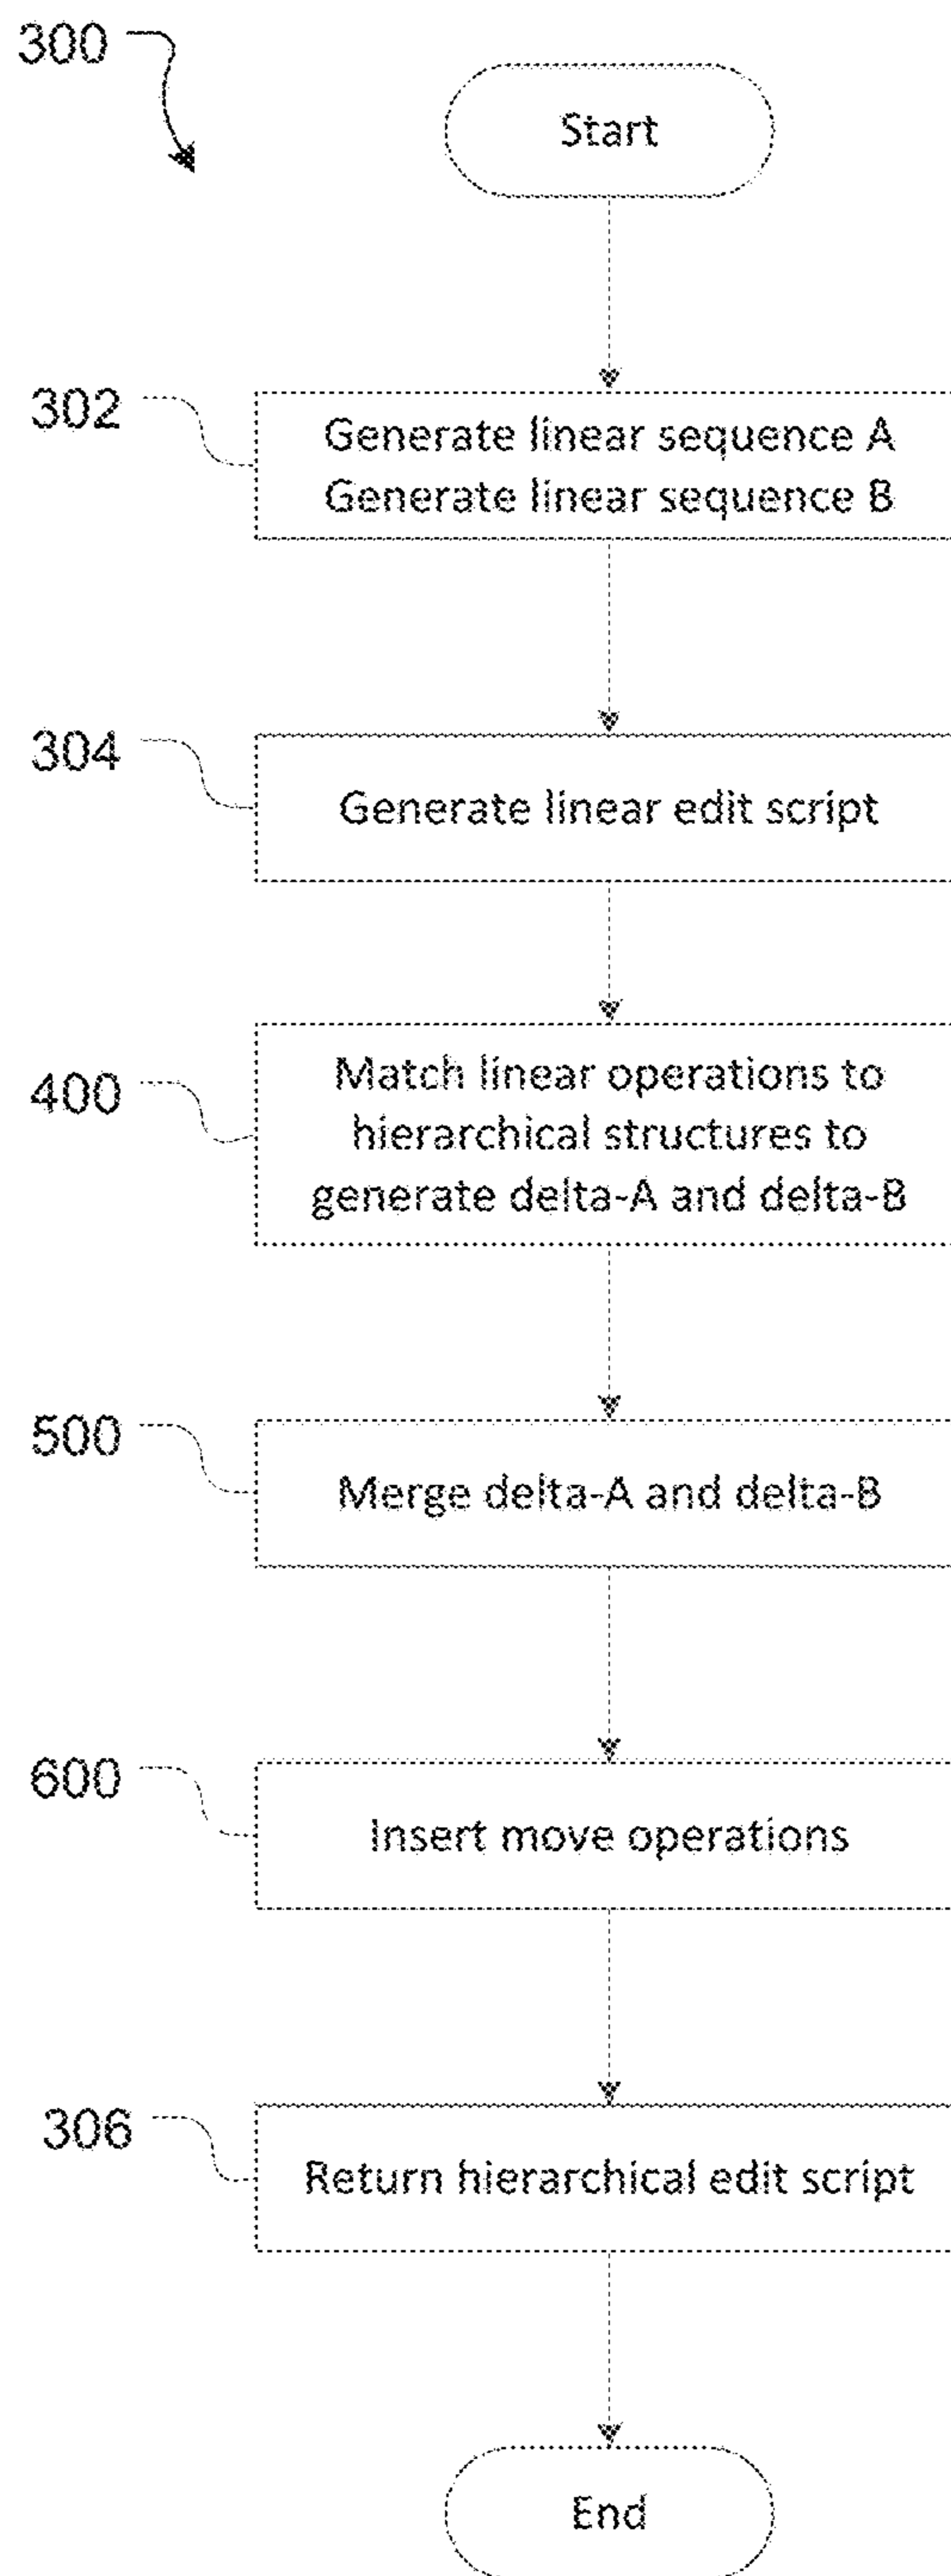 300
Start
302
Generate linear sequence A
Generate linear sequence B
304
Generate linear edit script
400
Match linear operations to
hierarchical structures to
generate delta-A and delta-B
500
Merge delta-A and delta-B
600
Insert move operations
306
Return hierarchical edit script
End